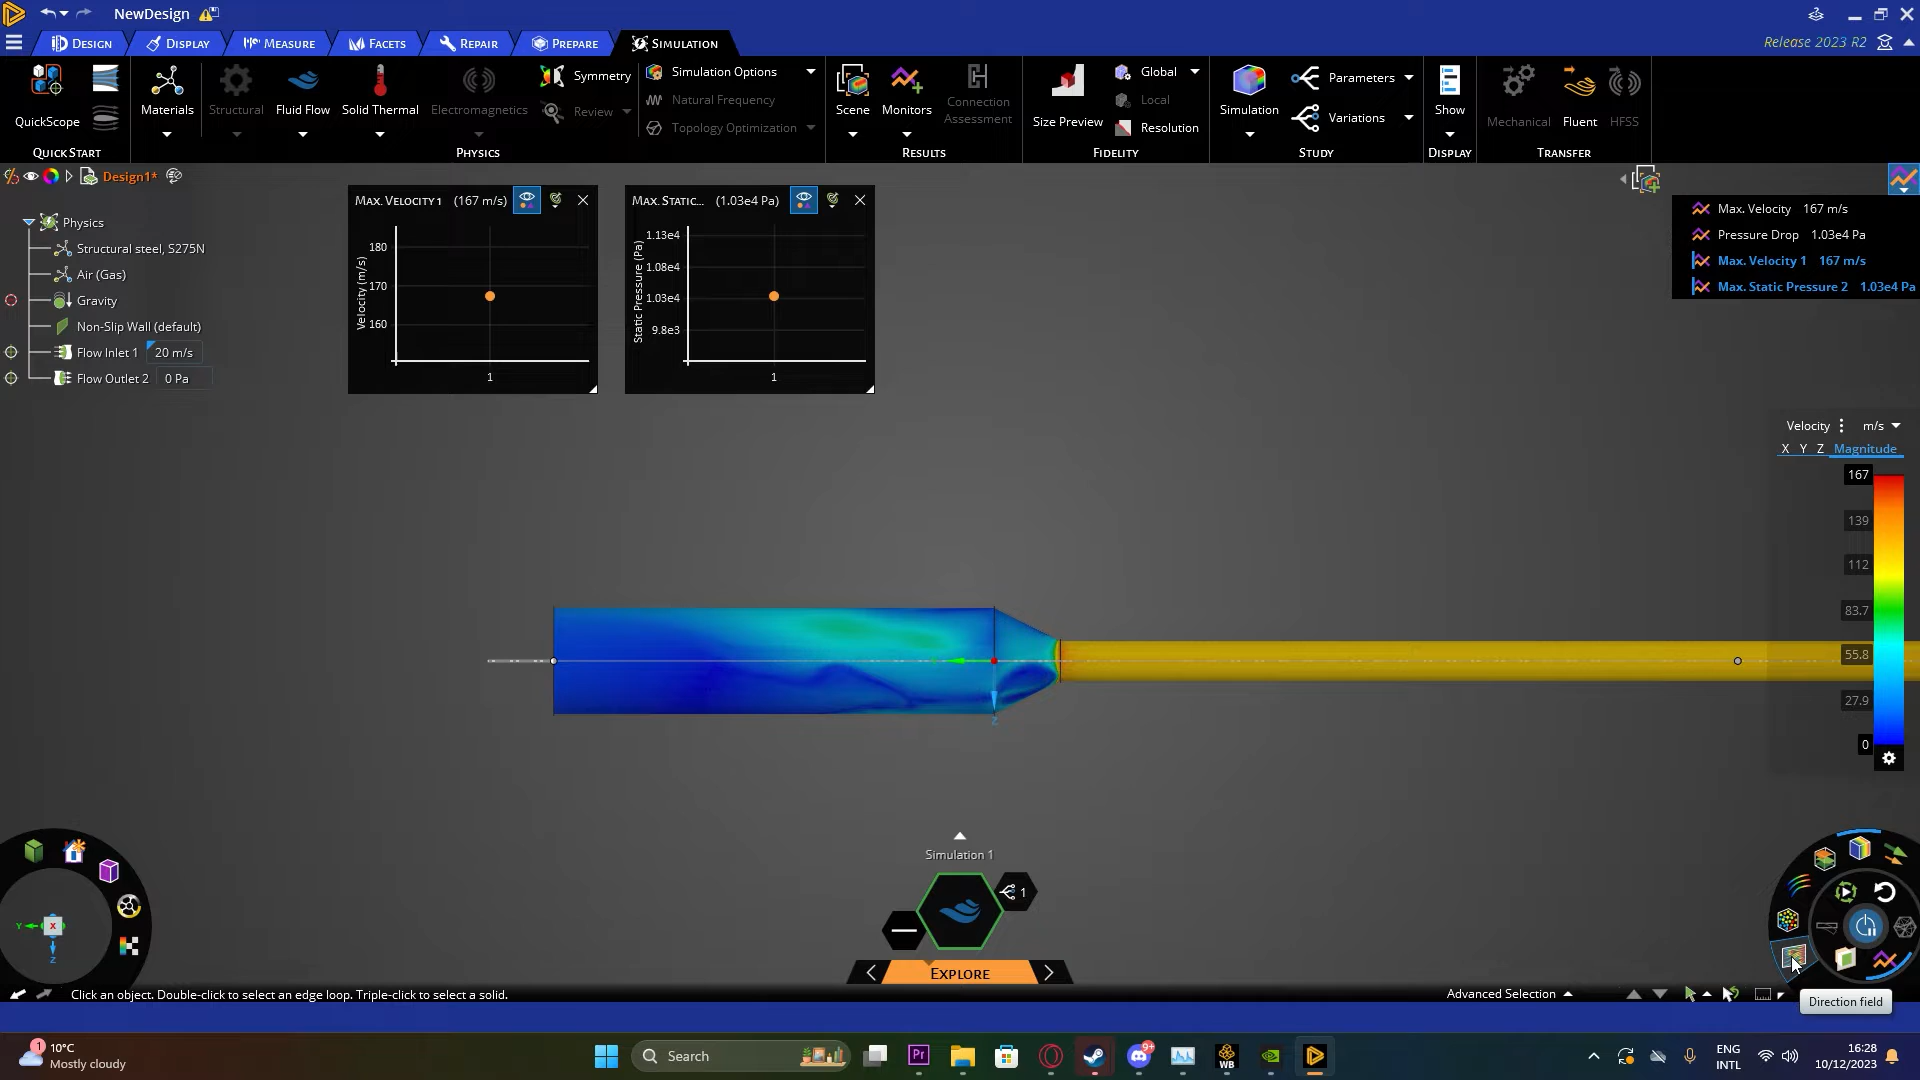 NewDesign
DESIGN DISPLAY MEASURE FACETS REPAIR PREPARE SIMULATION
Release 2023 R2
QuickScope
QUICK START
Materials Structural Fluid Flow Solid Thermal Electromagnetics
Symmetry
Review
PHYSICS
Simulation Options
Natural Frequency
Topology Optimization
Scene Monitors Connection Assessment
RESULTS
Size Preview
Global
Local
Resolution
FIDELITY
Simulation
Parameters
Variations
STUDY
Show
DISPLAY
Mechanical Fluent HFSS
TRANSFER
Design1*
Physics
Structural steel, S275N
Air (Gas)
Gravity
Non-Slip Wall (default)
Flow Inlet 1 20 m/s
Flow Outlet 2 0 Pa
MAX. VELOCITY 1 (167 m/s)
Velocity (m/s)
180
170
160
1
MAX. STATIC... (1.03e4 Pa)
Static Pressure (Pa)
1.13e4
1.08e4
1.03e4
9.8e3
1
Max. Velocity 167 m/s
Pressure Drop 1.03e4 Pa
Max. Velocity 1 167 m/s
Max. Static Pressure 2 1.03e4 Pa
Velocity m/s
X Y Z Magnitude
167
139
112
83.7
55.8
27.9
0
Z
Simulation 1
1
EXPLORE
Y X
Z
Click an object. Double-click to select an edge loop. Triple-click to select a solid.
Advanced Selection
Direction field
1
10°C
Mostly cloudy
Search
Pr
9+
WB
ENG
INTL
16:28
10/12/2023